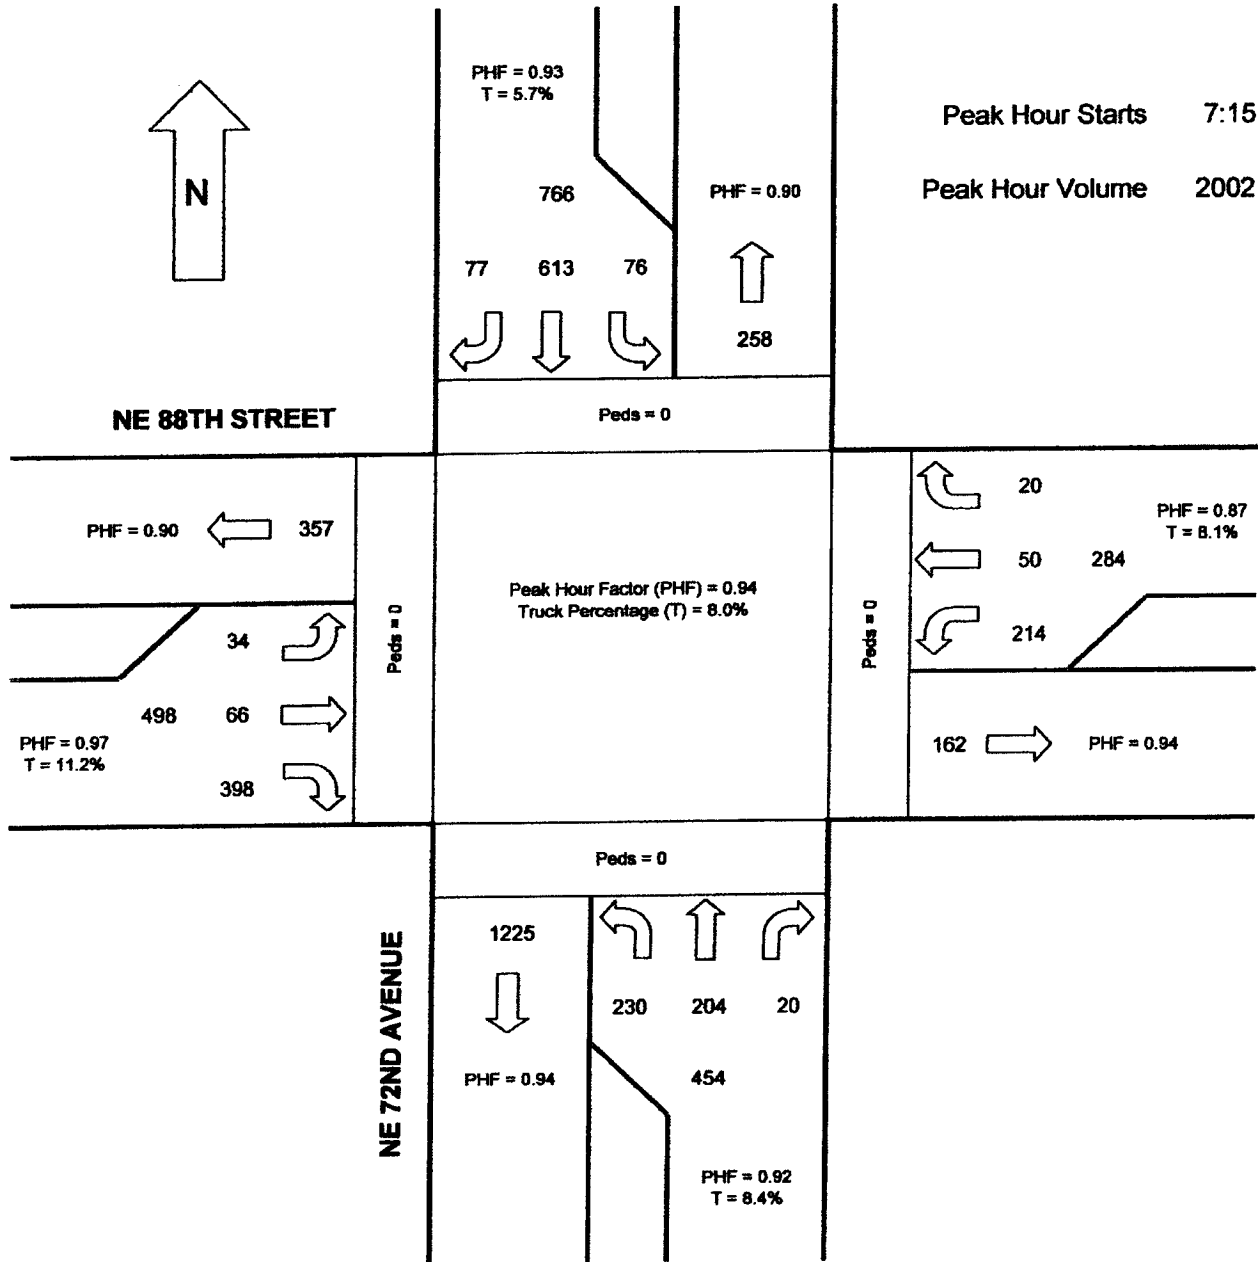 PHF = 0.93
T = 5.7%
Peak Hour Starts 7:15
N
766
PHF = 0.90
Peak Hour Volume 2002
77 613 76
258
NE 88TH STREET
Peds = 0
PHF = 0.90 357
20
PHF = 0.87
T = 8.1%
50 284
214
Peak Hour Factor (PHF) = 0.94
Truck Percentage (T) = 8.0%
Peds = 0
Peds = 0
34
498 66
PHF = 0.97
T = 11.2%
398
162 PHF = 0.94
Peds = 0
1225
230 204 20
NE 72ND AVENUE
PHF = 0.94
454
PHF = 0.92
T = 8.4%